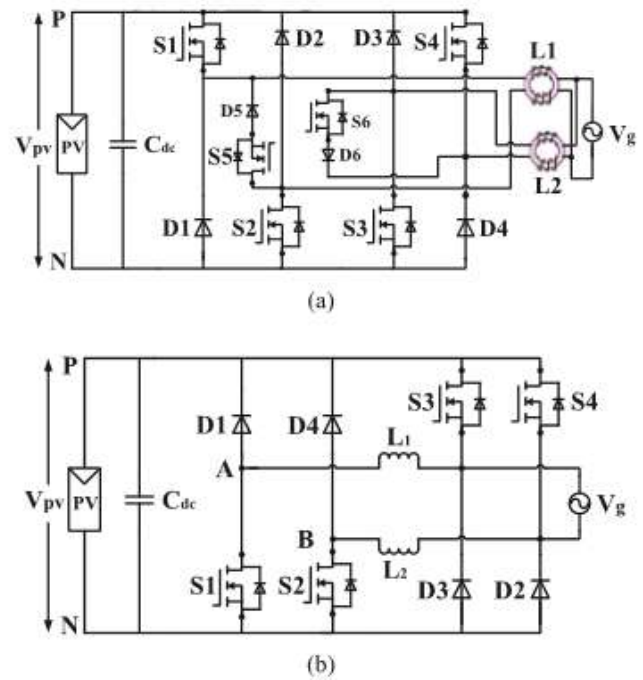 P
S1
D2
D3
S4
L1
D5
S6
Vpv
PV
Cdc
S5
D6
Vg
L2
D1
S2
S3
D4
N
(a)
P
S3
S4
D1
D4
L1
A
Vpv
PV
Cdc
Vg
B
L2
S1
S2
D3
D2
N
(b)